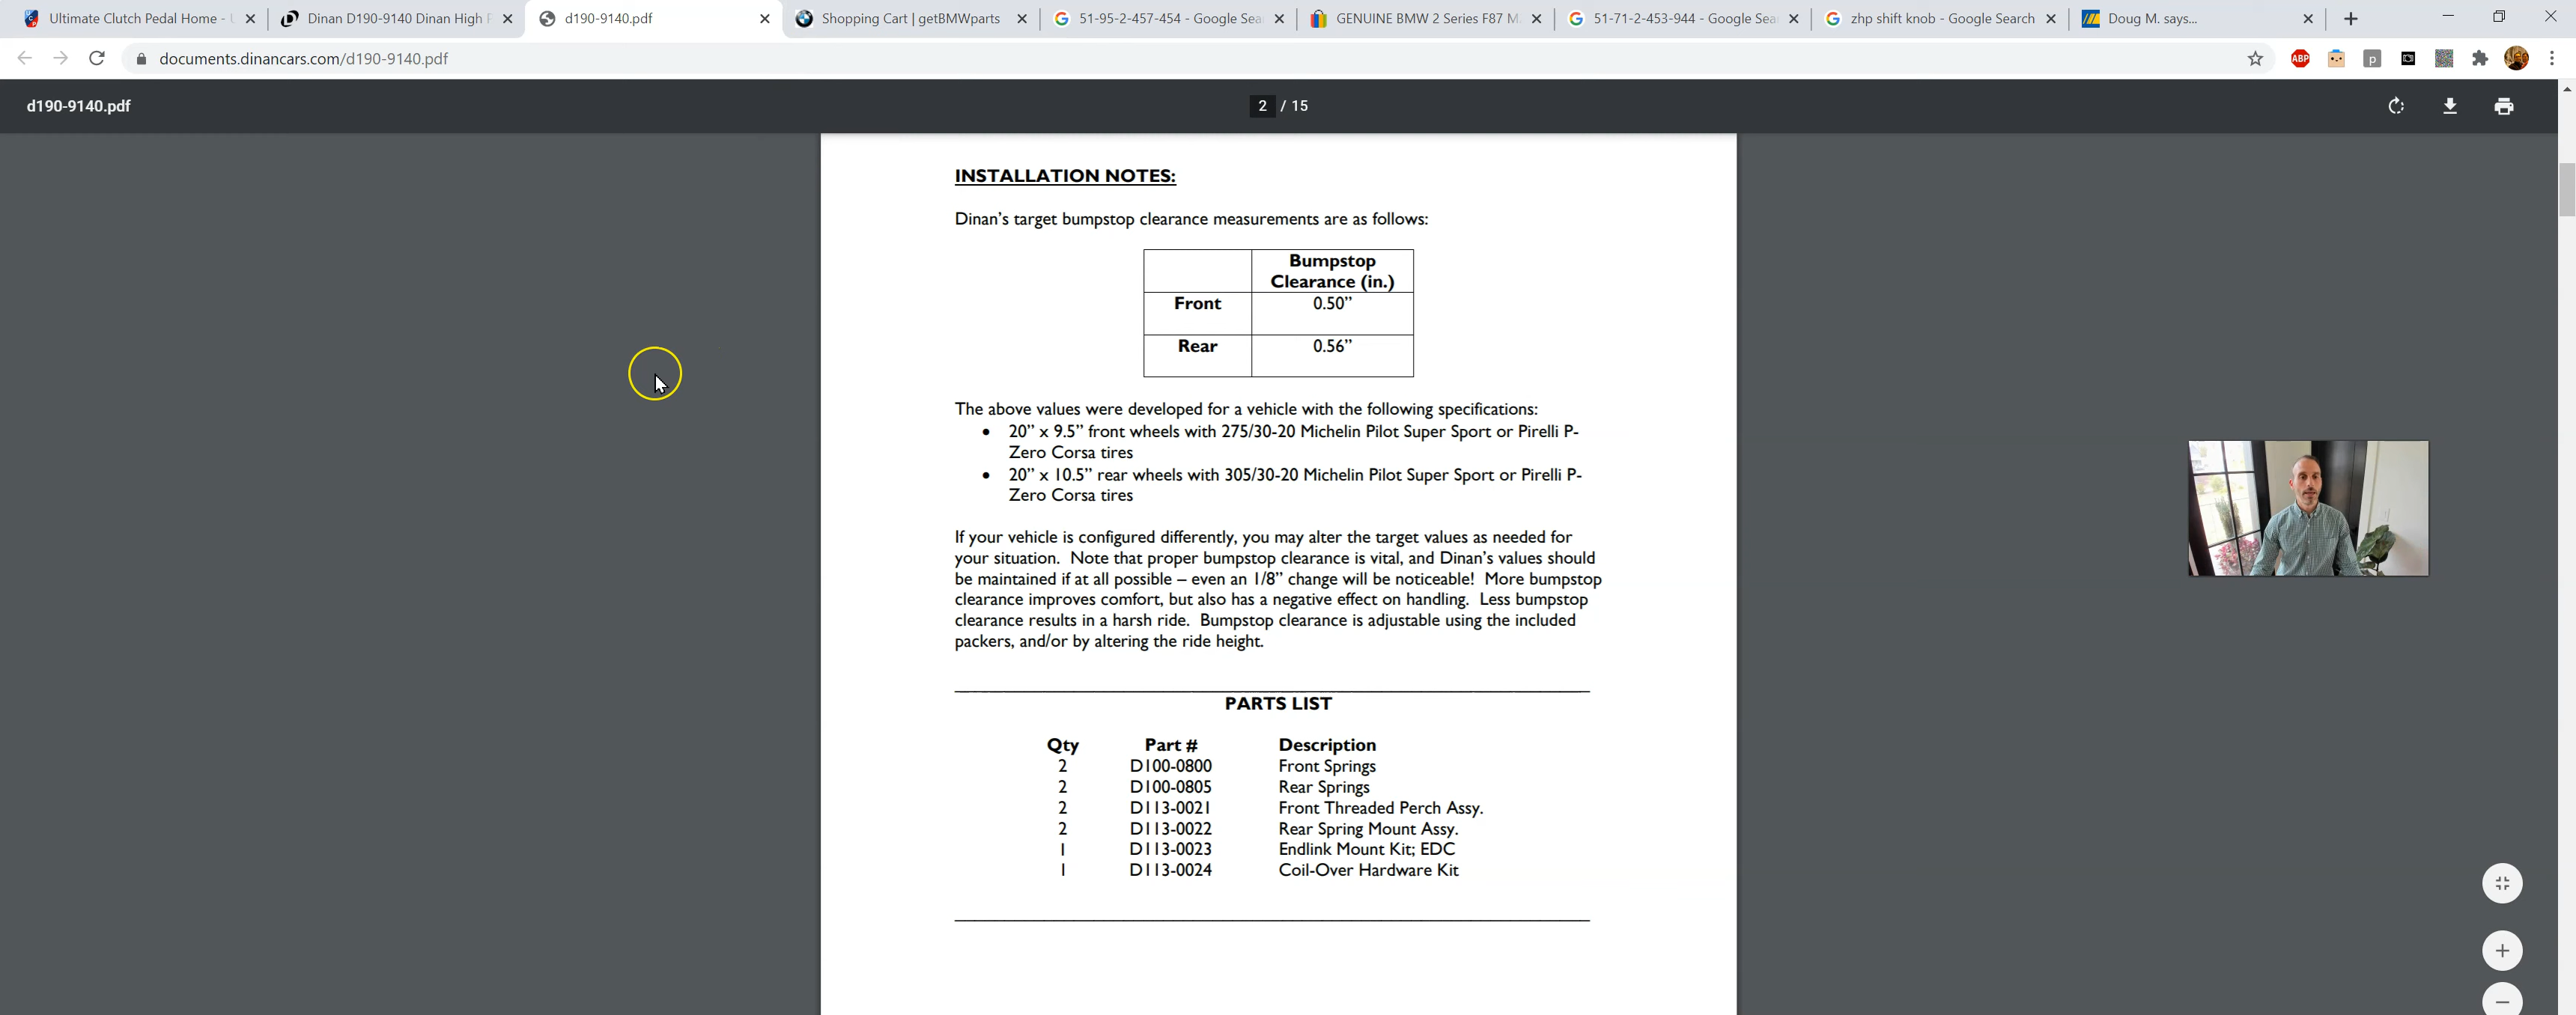 Ultimate Clutch Pedal Home - U
Dinan D190-9140 Dinan High P
d190-9140.pdf
Shopping Cart | getBMWparts
51-95-2-457-454 - Google Sea
GENUINE BMW 2 Series F87 M
51-71-2-453-944 - Google Sea
zhp shift knob - Google Search
Doug M. says...
documents.dinancars.com/d190-9140.pdf
ABP
p
d190-9140.pdf
2 / 15
INSTALLATION NOTES:
Dinan's target bumpstop clearance measurements are as follows:
Bumpstop
Clearance (in.)
Front 0.50"
Rear 0.56"
The above values were developed for a vehicle with the following specifications:
• 20" x 9.5" front wheels with 275/30-20 Michelin Pilot Super Sport or Pirelli P-
Zero Corsa tires
• 20" x 10.5" rear wheels with 305/30-20 Michelin Pilot Super Sport or Pirelli P-
Zero Corsa tires
If your vehicle is configured differently, you may alter the target values as needed for
your situation. Note that proper bumpstop clearance is vital, and Dinan's values should
be maintained if at all possible – even an 1/8" change will be noticeable! More bumpstop
clearance improves comfort, but also has a negative effect on handling. Less bumpstop
clearance results in a harsh ride. Bumpstop clearance is adjustable using the included
packers, and/or by altering the ride height.
PARTS LIST
Qty Part # Description
2 D100-0800 Front Springs
2 D100-0805 Rear Springs
2 D113-0021 Front Threaded Perch Assy.
2 D113-0022 Rear Spring Mount Assy.
1 D113-0023 Endlink Mount Kit; EDC
1 D113-0024 Coil-Over Hardware Kit